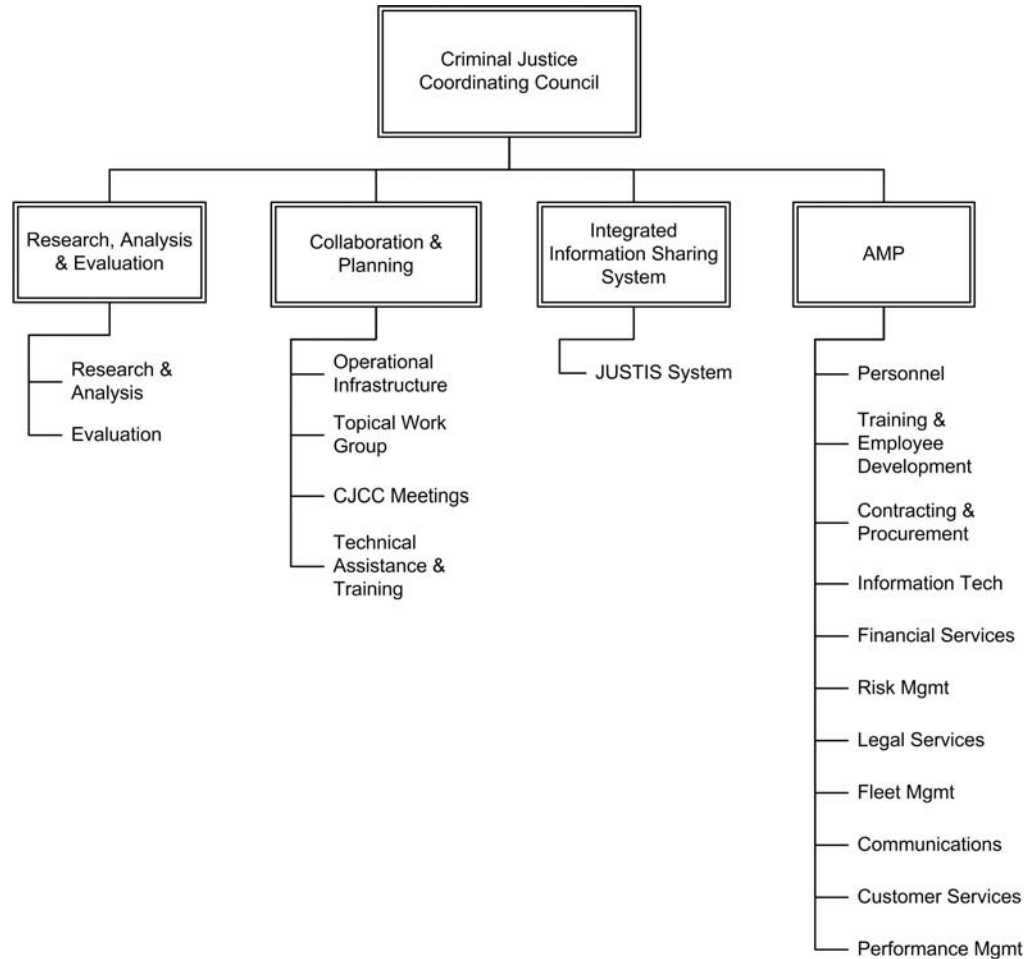 Criminal Justice
Coordinating Council
Research, Analysis
& Evaluation
Collaboration &
Planning
Integrated
Information Sharing
System
AMP
Research &
Analysis
Evaluation
Operational
Infrastructure
Topical Work
Group
CJCC Meetings
Technical
Assistance &
Training
JUSTIS System
Personnel
Training &
Employee
Development
Contracting &
Procurement
Information Tech
Financial Services
Risk Mgmt
Legal Services
Fleet Mgmt
Communications
Customer Services
Performance Mgmt